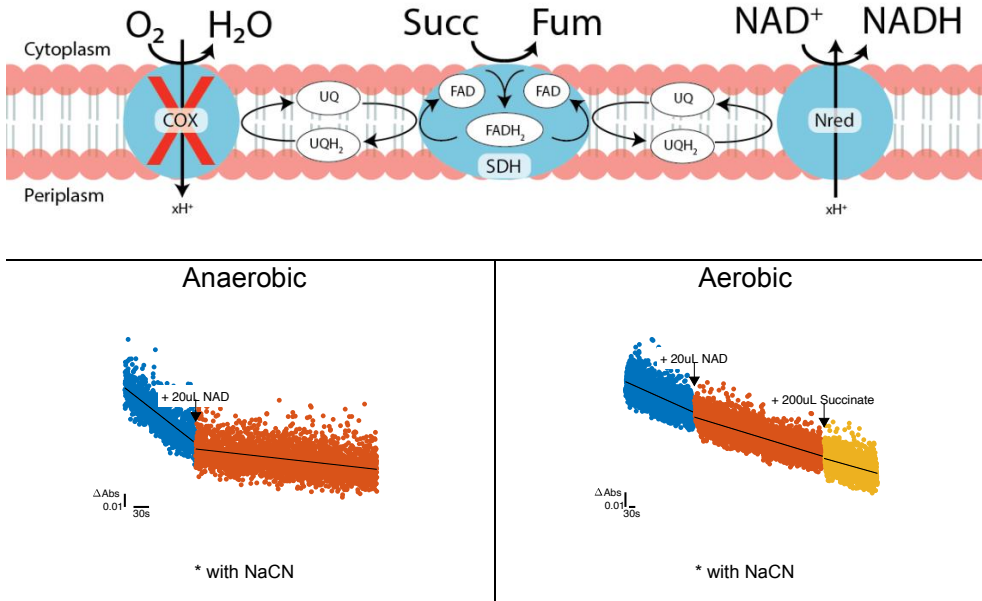 O₂ H₂O Succ Fum NAD⁺ NADH
Cytoplasm
FAD FAD
UQ UQ
COX FADH₂ Nred
UQH₂ UQH₂
SDH
Periplasm
xH⁺ xH⁺
Anaerobic
+ 20uL NAD
Δ Abs
0.01
30s
* with NaCN
Aerobic
+ 20uL NAD
+ 200uL Succinate
Δ Abs
0.01
30s
* with NaCN